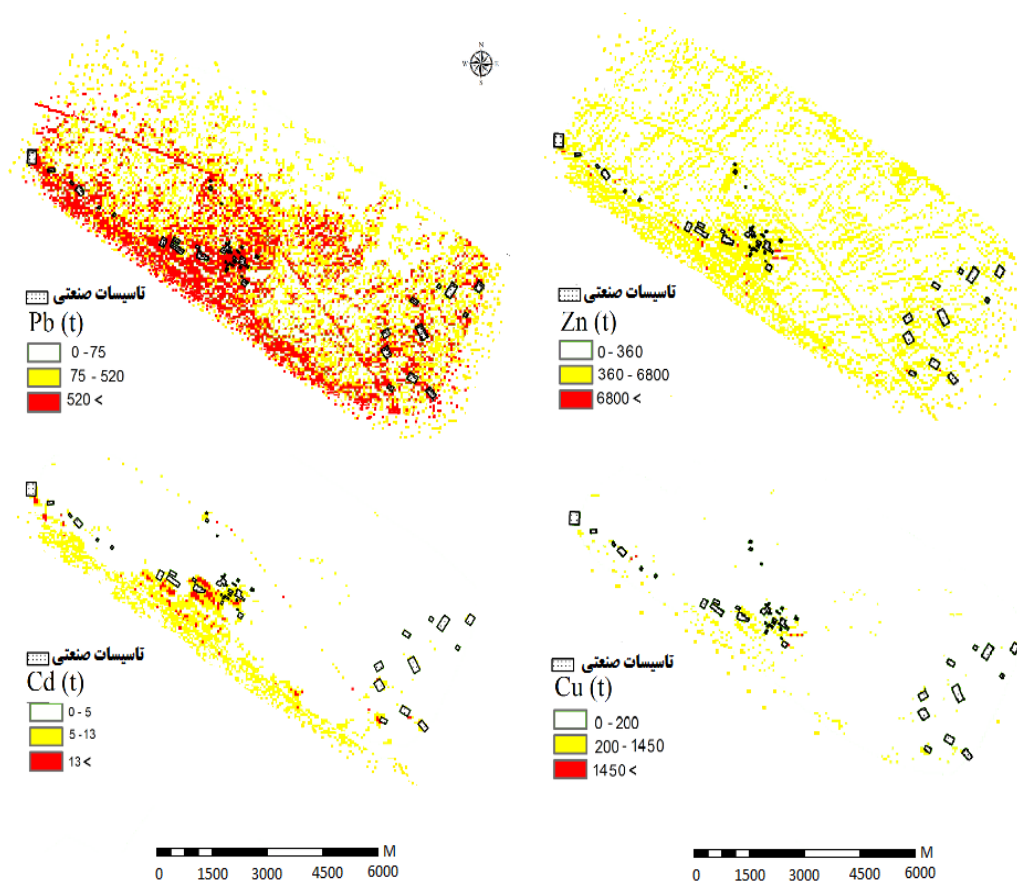 N
W
E
S
تاسیسات صنعتی
Pb (t)
0 - 75
75 - 520
520 <
تاسیسات صنعتی
Zn (t)
0 - 360
360 - 6800
6800 <
تاسیسات صنعتی
Cd (t)
0 - 5
5 -13
13 <
تاسیسات صنعتی
Cu (t)
0 - 200
200 - 1450
1450 <
M
0 1500 3000 6000
M
0 1500 3000 6000